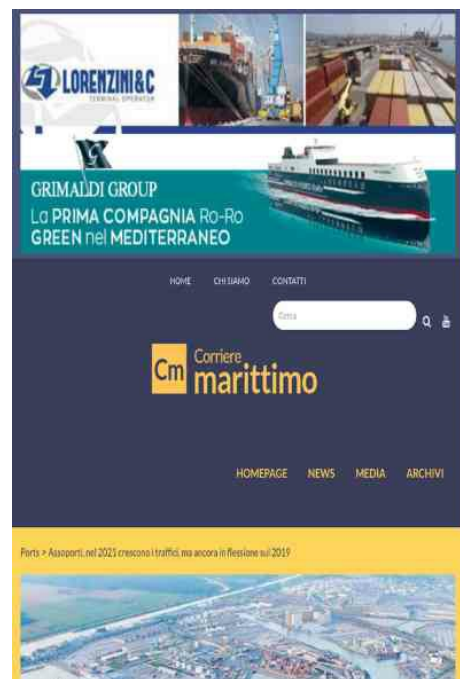 LORENZINI&C
TERMINAL OPERATOR
GRIMALDI GROUP
La PRIMA COMPAGNIA Ro-Ro
GREEN nel MEDITERRANEO
HOME CHI SIAMO CONTATTI
Cerca
Cm Corriere
marittimo
HOMEPAGE NEWS MEDIA ARCHIVI
Ports > Assoporti, nel 2021 crescono i traffici, ma ancora in flessione sul 2019